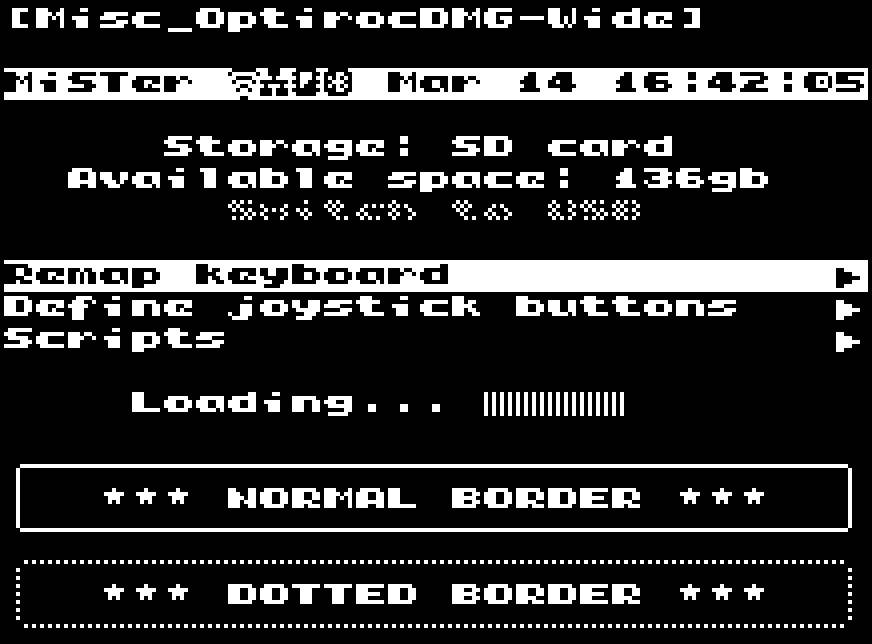 [Misc_OptirocDMG-Wide]
MiSTer Mar 14 16:42:05
Storage: SD card
Available space: 136gb
Remap keyboard
Define joystick buttons
Scripts
Loading...
*** NORMAL BORDER ***
*** DOTTED BORDER ***